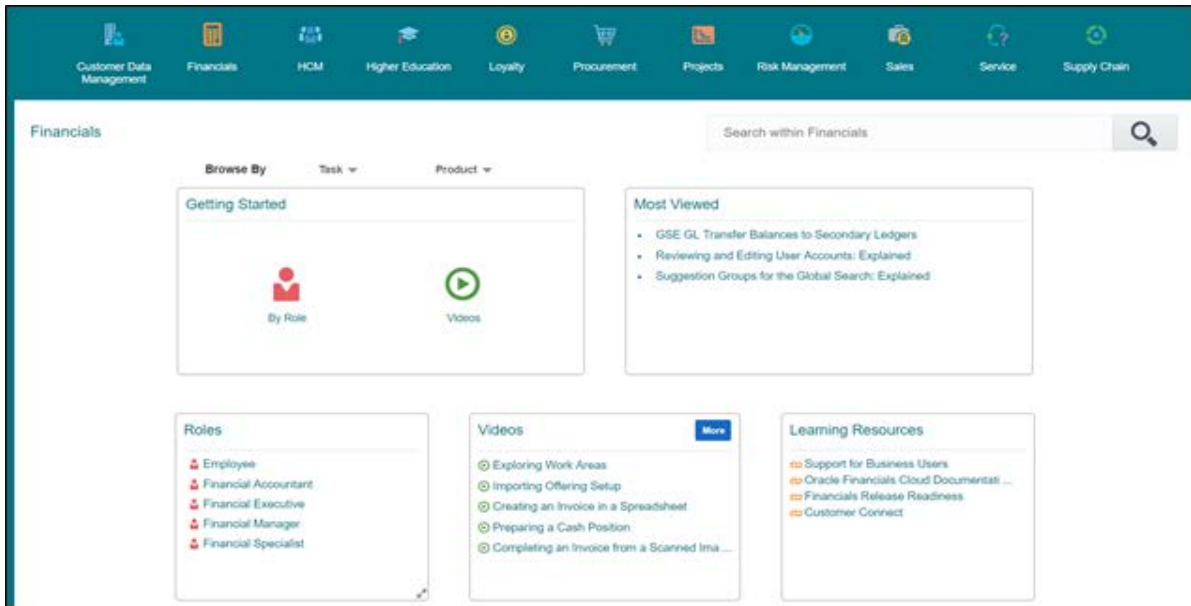 Customer Data Management
Financials
HCM
Higher Education
Loyalty
Procurement
Projects
Risk Management
Sales
Service
Supply Chain
Financials
Search within Financials
Browse By Task Product
Getting Started
By Role
Videos
Most Viewed
GSE GL Transfer Balances to Secondary Ledgers
Reviewing and Editing User Accounts: Explained
Suggestion Groups for the Global Search: Explained
Roles
Employee
Financial Accountant
Financial Executive
Financial Manager
Financial Specialist
Videos
More
Exploring Work Areas
Importing Offering Setup
Creating an Invoice in a Spreadsheet
Preparing a Cash Position
Completing an Invoice from a Scanned Ima ...
Learning Resources
Support for Business Users
Oracle Financials Cloud Documentati ...
Financials Release Readiness
Customer Connect